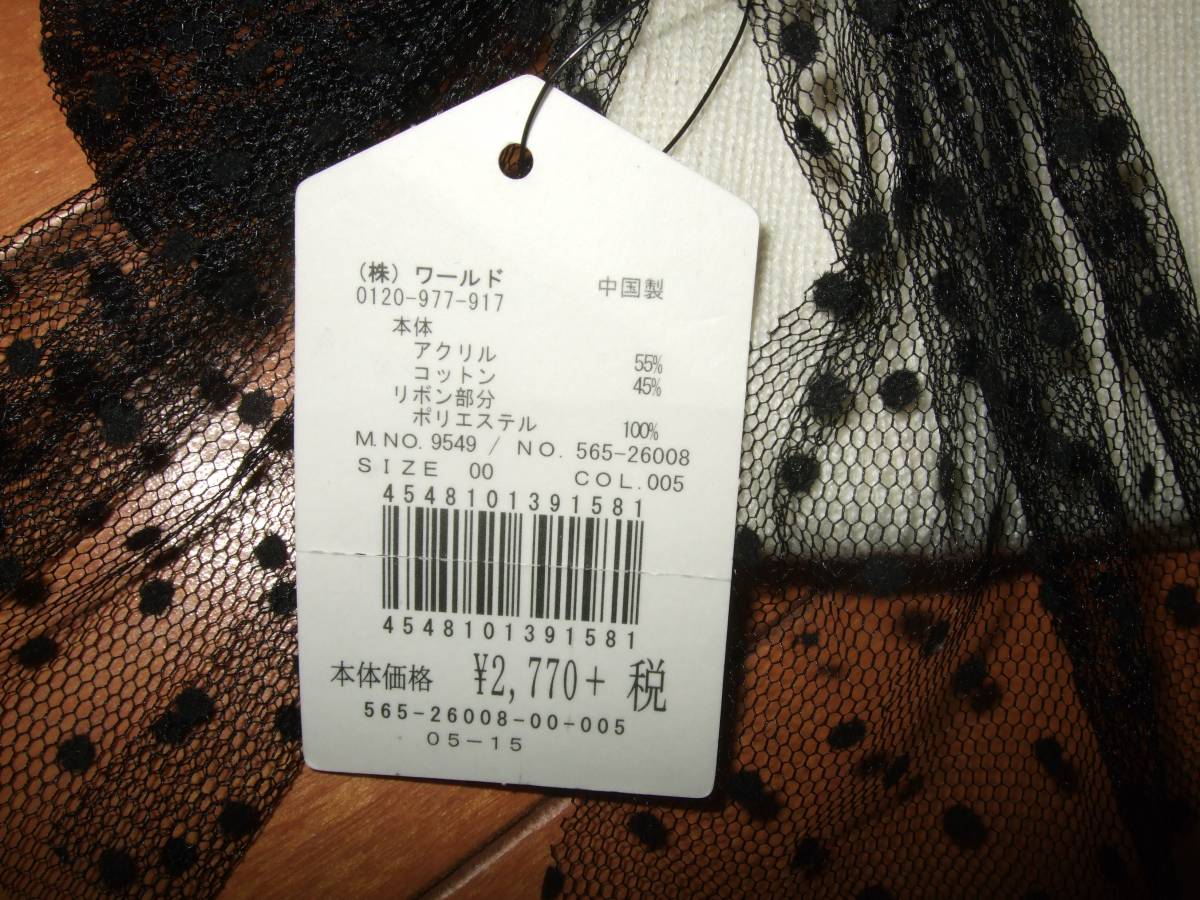 (株) ワールド 中国製
0120-977-917
本体
アクリル 55%
コットン 45%
リボン部分
ポリエステル 100%
M.NO.9549 / NO.565-26008
SIZE 00 COL.005
4548101391581
4548101391581
本体価格 ¥2,770+ 税
565-26008-00-005
05-15